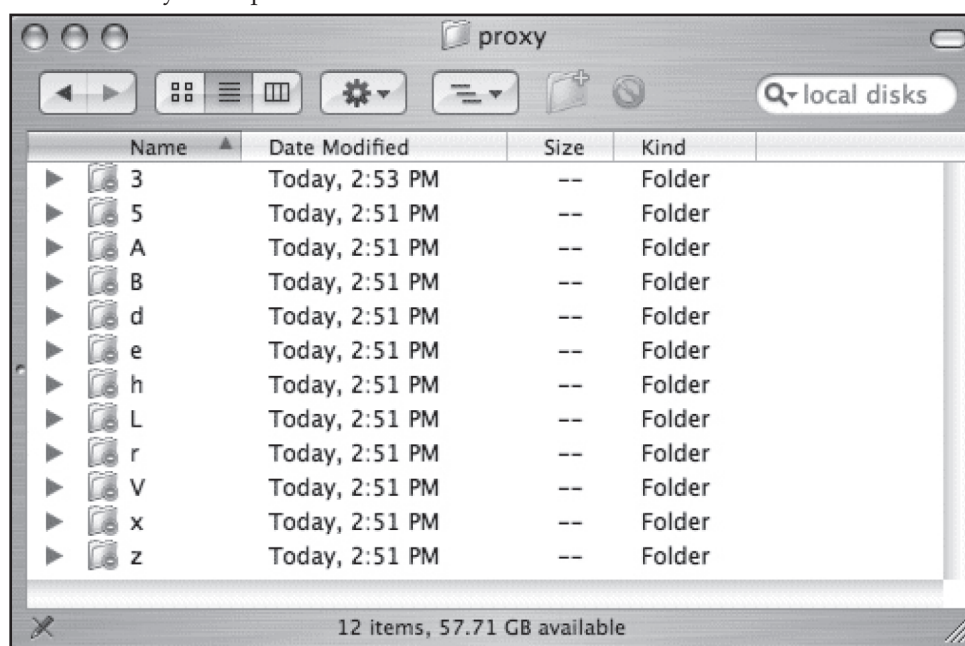 proxy
local disks
Name Date Modified Size Kind
3 Today, 2:53 PM -- Folder
5 Today, 2:51 PM -- Folder
A Today, 2:51 PM -- Folder
B Today, 2:51 PM -- Folder
d Today, 2:51 PM -- Folder
e Today, 2:51 PM -- Folder
h Today, 2:51 PM -- Folder
L Today, 2:51 PM -- Folder
r Today, 2:51 PM -- Folder
V Today, 2:51 PM -- Folder
x Today, 2:51 PM -- Folder
z Today, 2:51 PM -- Folder
12 items, 57.71 GB available